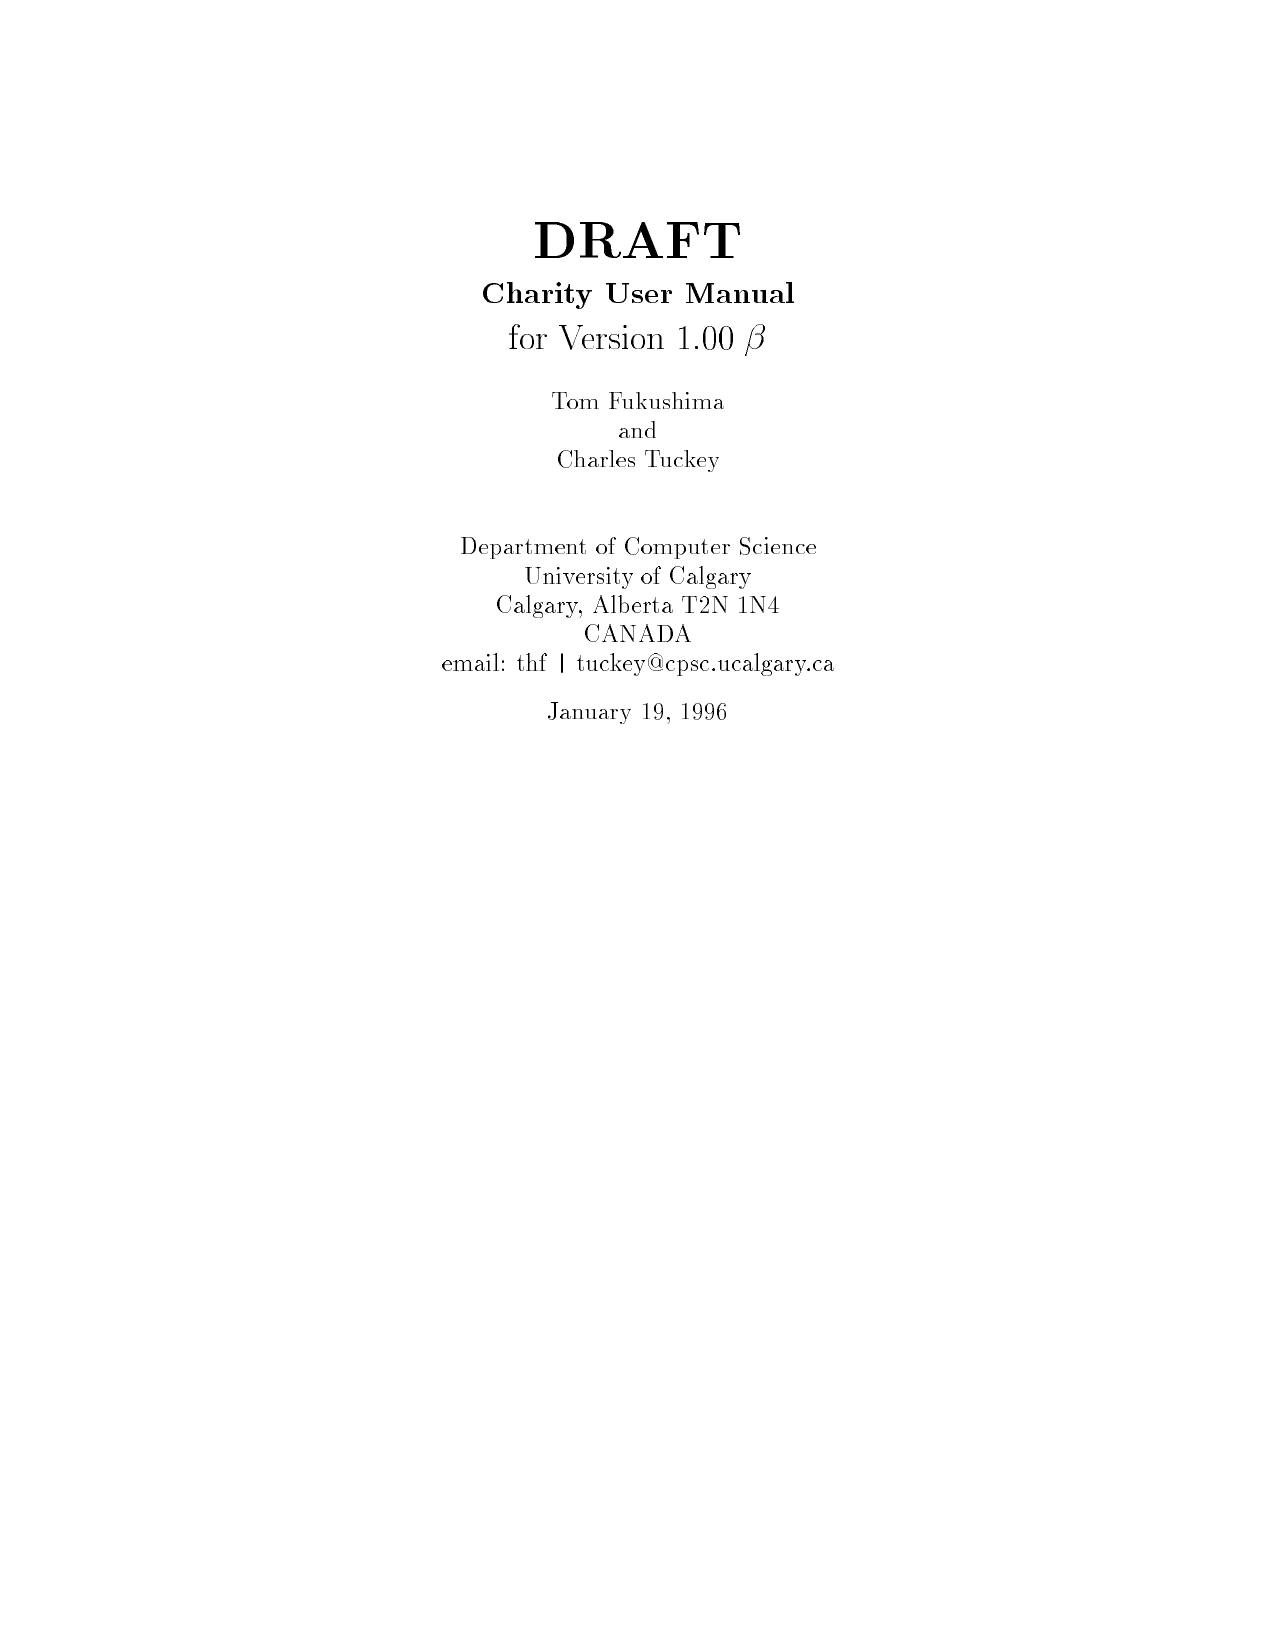 DRAFT
Charity User Manual
for Version 1.00 β
Tom Fukushima
and
Charles Tuckey
Department of Computer Science
University of Calgary
Calgary, Alberta T2N 1N4
CANADA
email: thf | tuckey@cpsc.ucalgary.ca
January 19, 1996